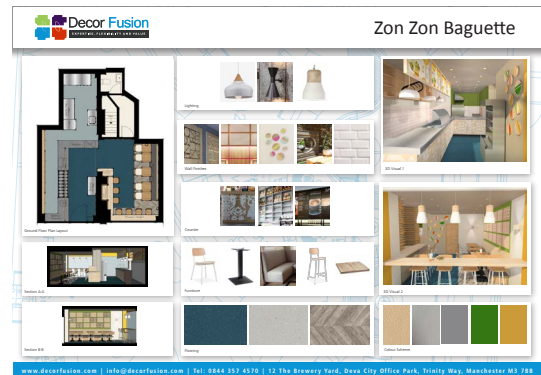 Decor Fusion
EXPERTISE, FLEXIBILITY AND VALUE
Zon Zon Baguette
Lighting
Wall Finishes
3D Visual 1
Ground Floor Plan Layout
Counter
Section A-A
Furniture
3D Visual 2
Section B-B
Flooring
Colour Scheme
www.decorfusion.com | info@decorfusion.com | Tel: 0844 357 4570 | 12 The Brewery Yard, Deva City Office Park, Trinity Way, Manchester M3 7BB